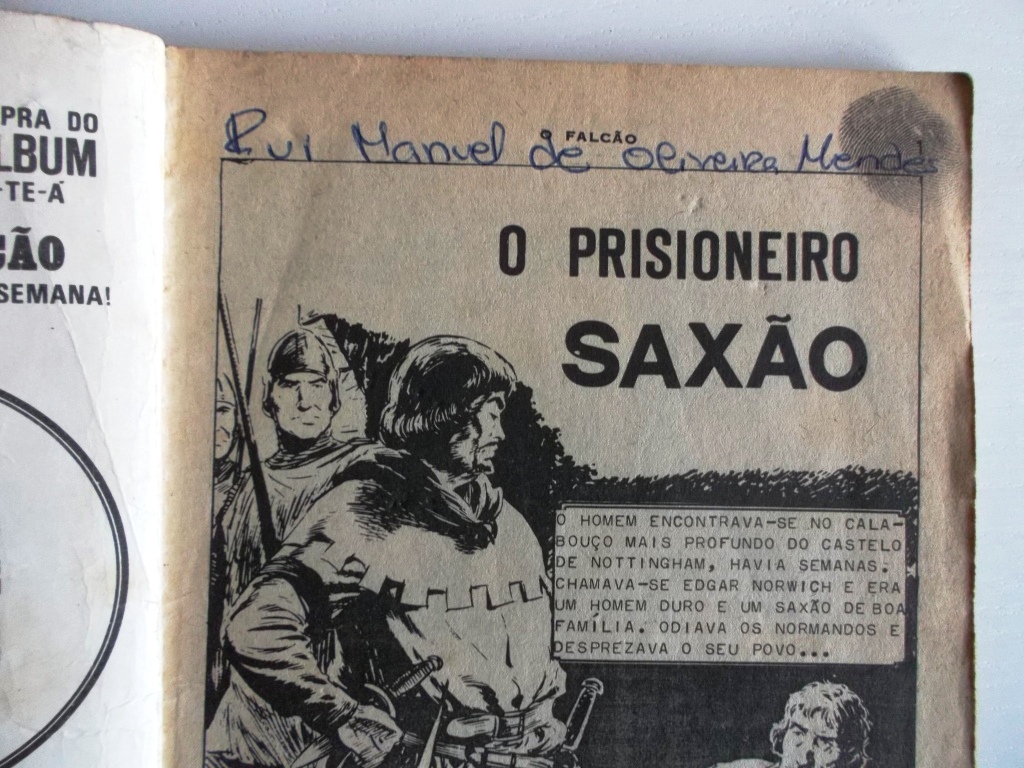 PRA DO
LBUM
-TE-Á
ÇÃO
SEMANA!
O FALCÃO
Rui Manuel de Oliveira Mendes
O PRISIONEIRO
SAXÃO
O HOMEM ENCONTRAVA-SE NO CALA-
BOUÇO MAIS PROFUNDO DO CASTELO
DE NOTTINGHAM, HAVIA SEMANAS.
CHAMAVA-SE EDGAR NORWICH E ERA
UM HOMEM DURO E UM SAXÃO DE BOA
FAMÍLIA. ODIAVA OS NORMANDOS E
DESPREZAVA O SEU POVO...